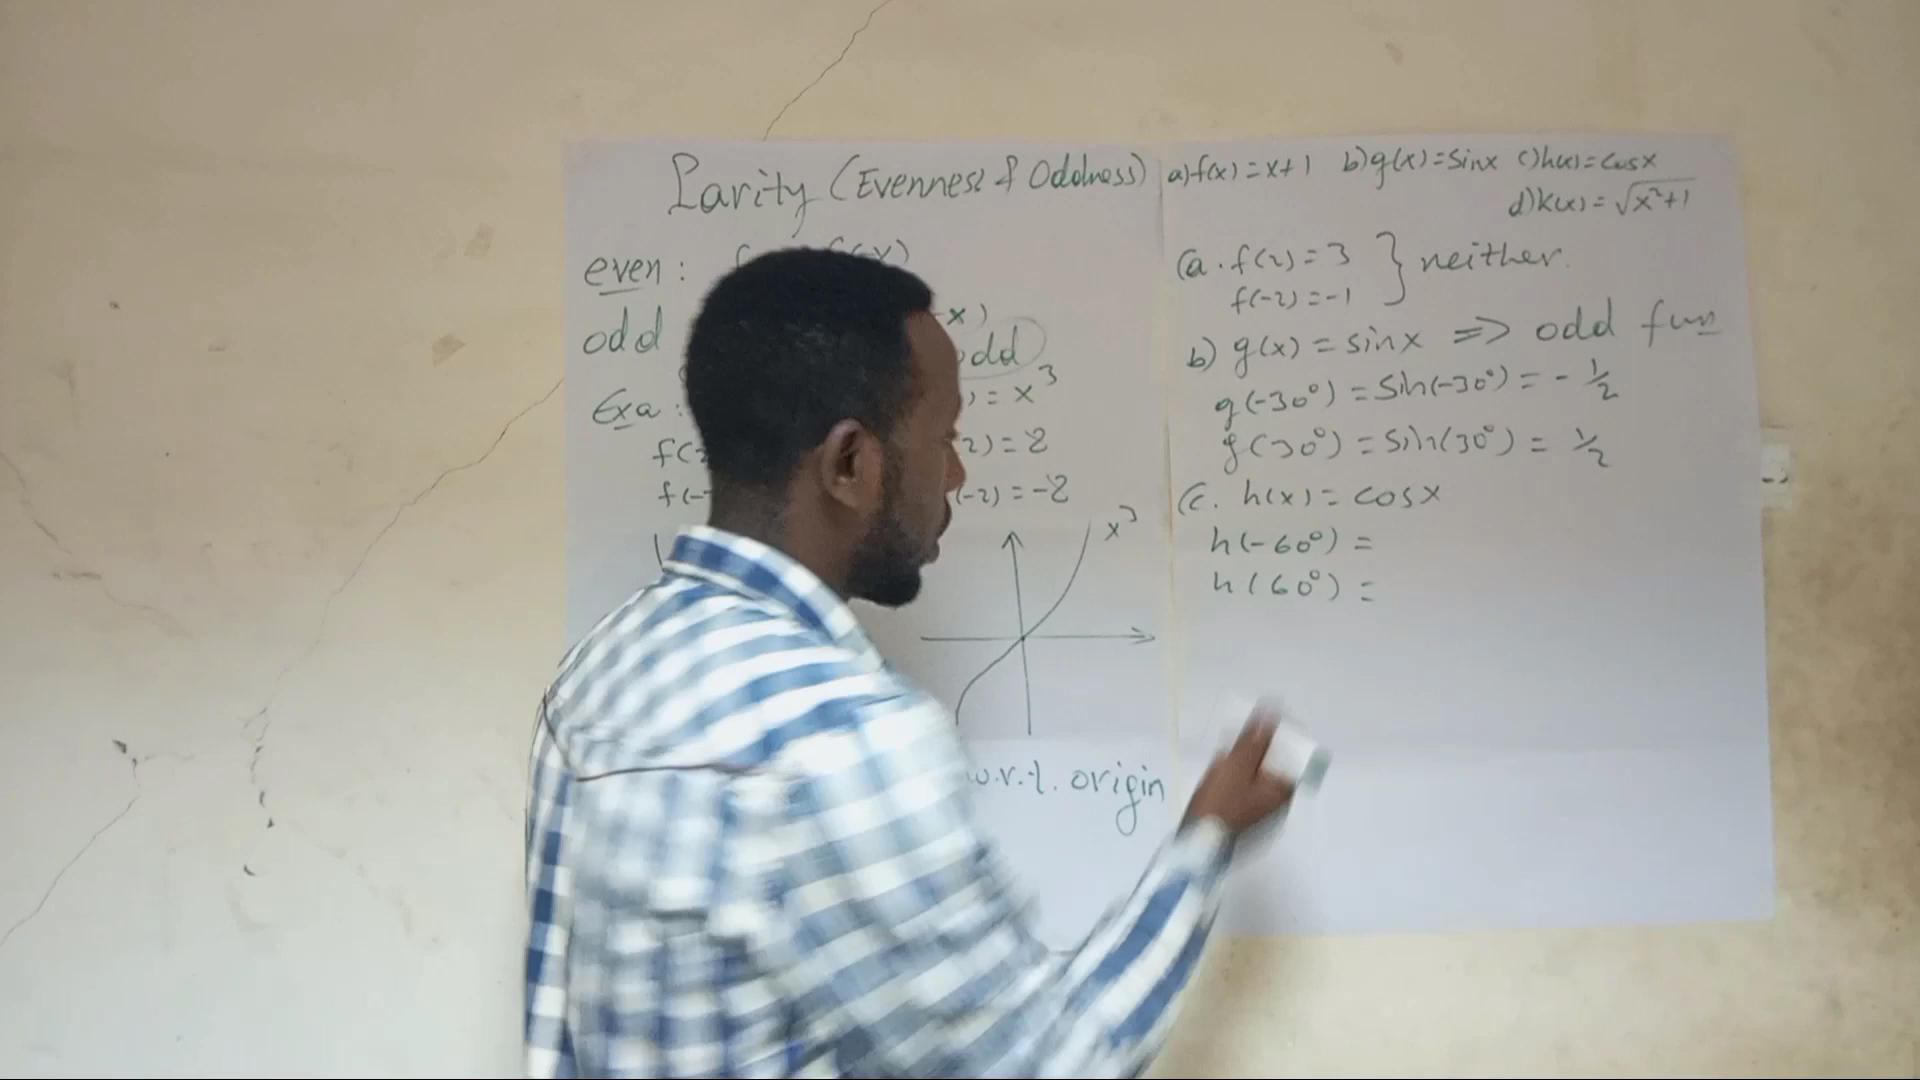 Parity (Evenness & Oddness)
even :
odd
x)
odd
Exa :
) = x³
2) = 8
(-2) = -8
x³
w.r.t. origin
a) f(x) = x+1 b) g(x) = sinx c) h(x) = cosx
d) k(x) = √x²+1
(a. f(2) = 3
f(-2) = -1 } neither.
b) g(x) = sinx => odd fun
g(-30°) = sin(-30°) = - 1/2
g(30°) = sin(30°) = 1/2
(c. h(x) = cosx
h(-60°) =
h(60°) =